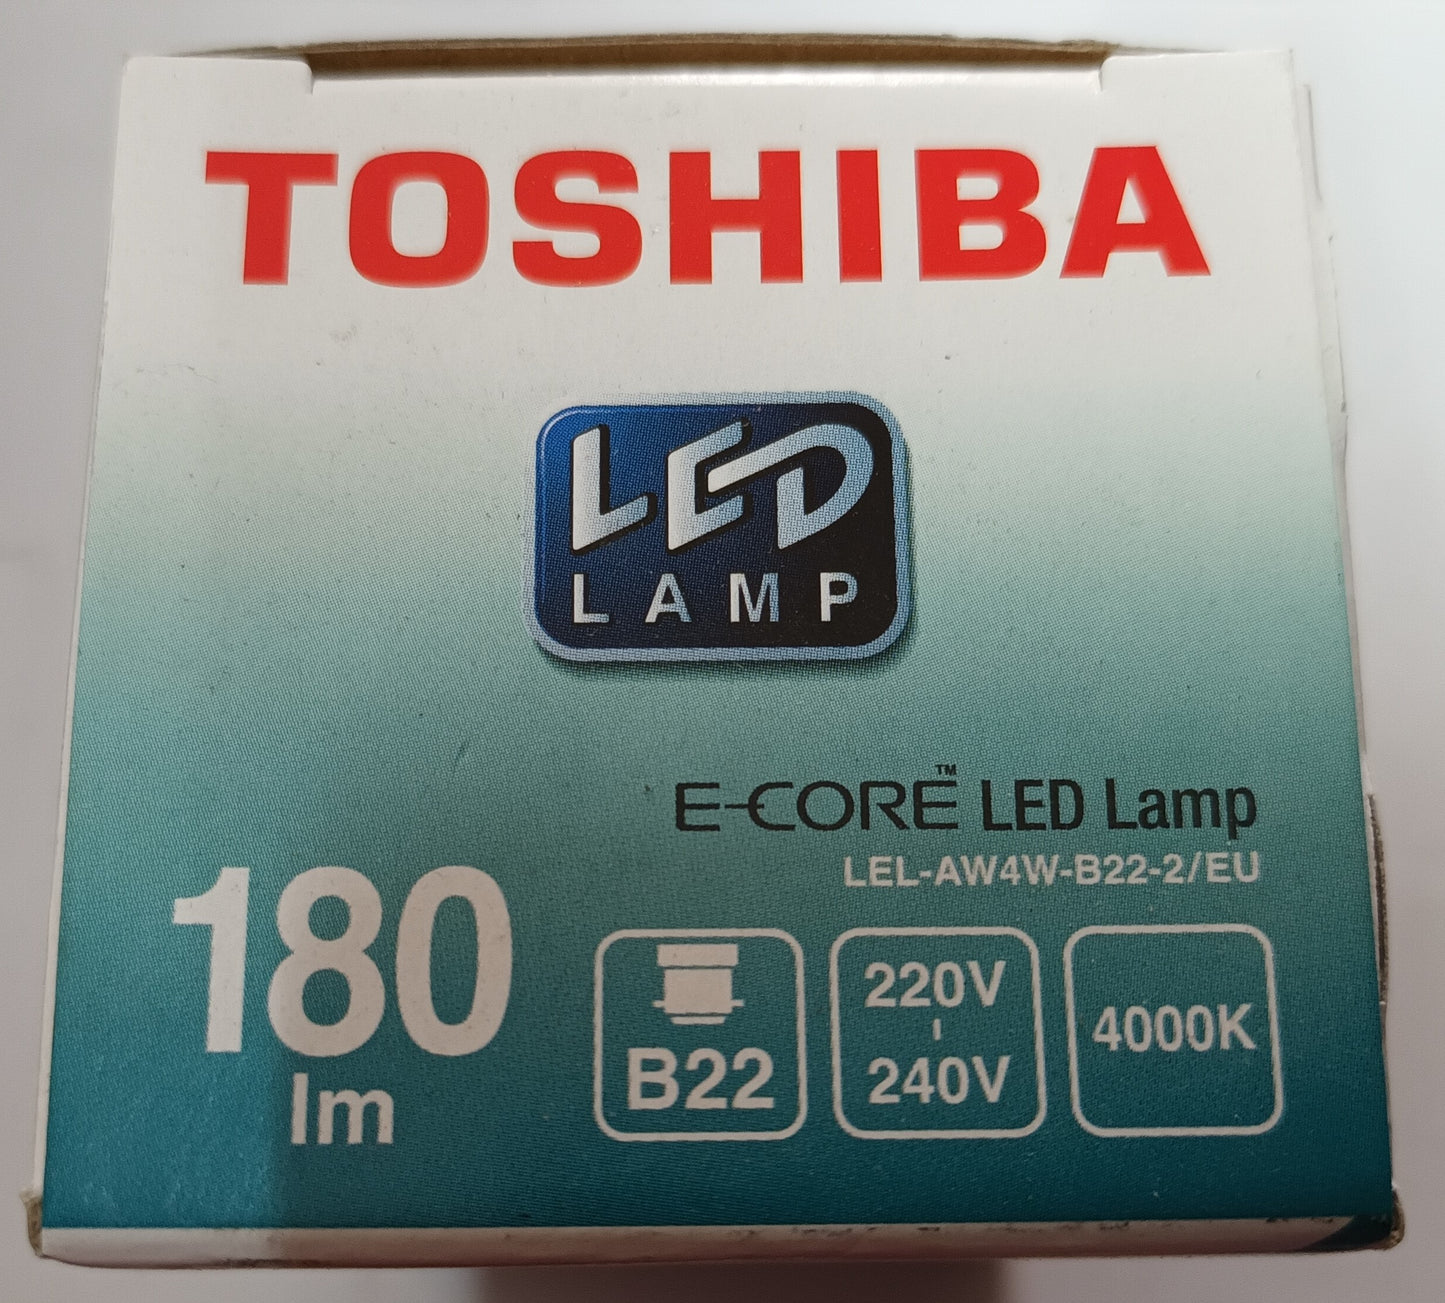 TOSHIBA
LED
LAMP
E-CORE™ LED Lamp
LEL-AW4W-B22-2/EU
180
lm
B22
220V
-
240V
4000K